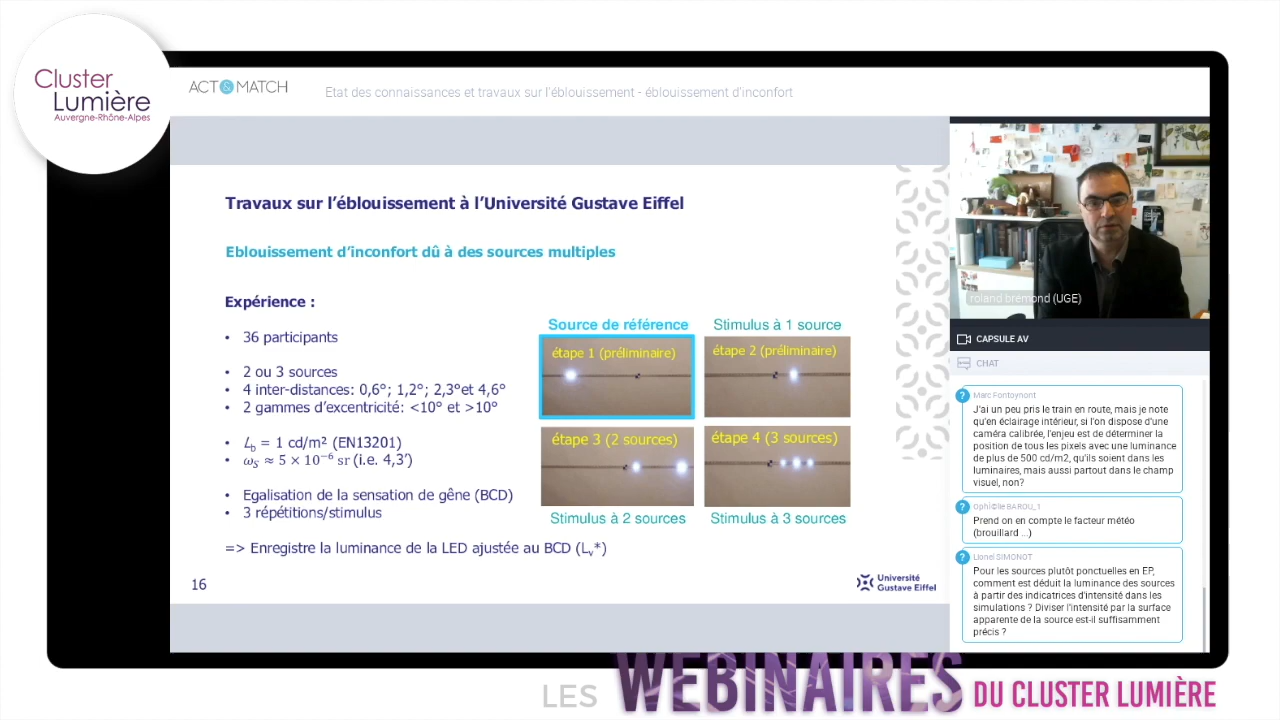 Cluster
Lumière
Auvergne-Rhône-Alpes
ACT & MATCH
Etat des connaissances et travaux sur l'éblouissement - éblouissement d'inconfort
Travaux sur l'éblouissement à l'Université Gustave Eiffel
Eblouissement d'inconfort dû à des sources multiples
Expérience :
• 36 participants
• 2 ou 3 sources
• 4 inter-distances: 0,6°; 1,2°; 2,3°et 4,6°
• 2 gammes d'excentricité: <10° et >10°
• Lb = 1 cd/m² (EN13201)
• ωS ≈ 5 × 10⁻⁶ sr (i.e. 4,3')
• Egalisation de la sensation de gêne (BCD)
• 3 répétitions/stimulus
=> Enregistre la luminance de la LED ajustée au BCD (Lv*)
Source de référence
étape 1 (préliminaire)
Stimulus à 1 source
étape 2 (préliminaire)
étape 3 (2 sources)
Stimulus à 2 sources
étape 4 (3 sources)
Stimulus à 3 sources
16
Université
Gustave Eiffel
roland brémond (UGE)
CAPSULE AV
CHAT
? Marc Fontoynont
J'ai un peu pris le train en route, mais je note
qu'en éclairage intérieur, si l'on dispose d'une
caméra calibrée, l'enjeu est de déterminer la
position de tous les pixels avec une luminance
de plus de 500 cd/m2, qu'ils soient dans les
luminaires, mais aussi partout dans le champ
visuel, non?
? Ophi©lie BAROU_1
Prend on en compte le facteur météo
(brouillard ...)
? Lionel SIMONOT
Pour les sources plutôt ponctuelles en EP,
comment est déduit la luminance des sources
à partir des indicatrices d'intensité dans les
simulations ? Diviser l'intensité par la surface
apparente de la source est-il suffisamment
précis ?
LES WEBINAIRES DU CLUSTER LUMIÈRE